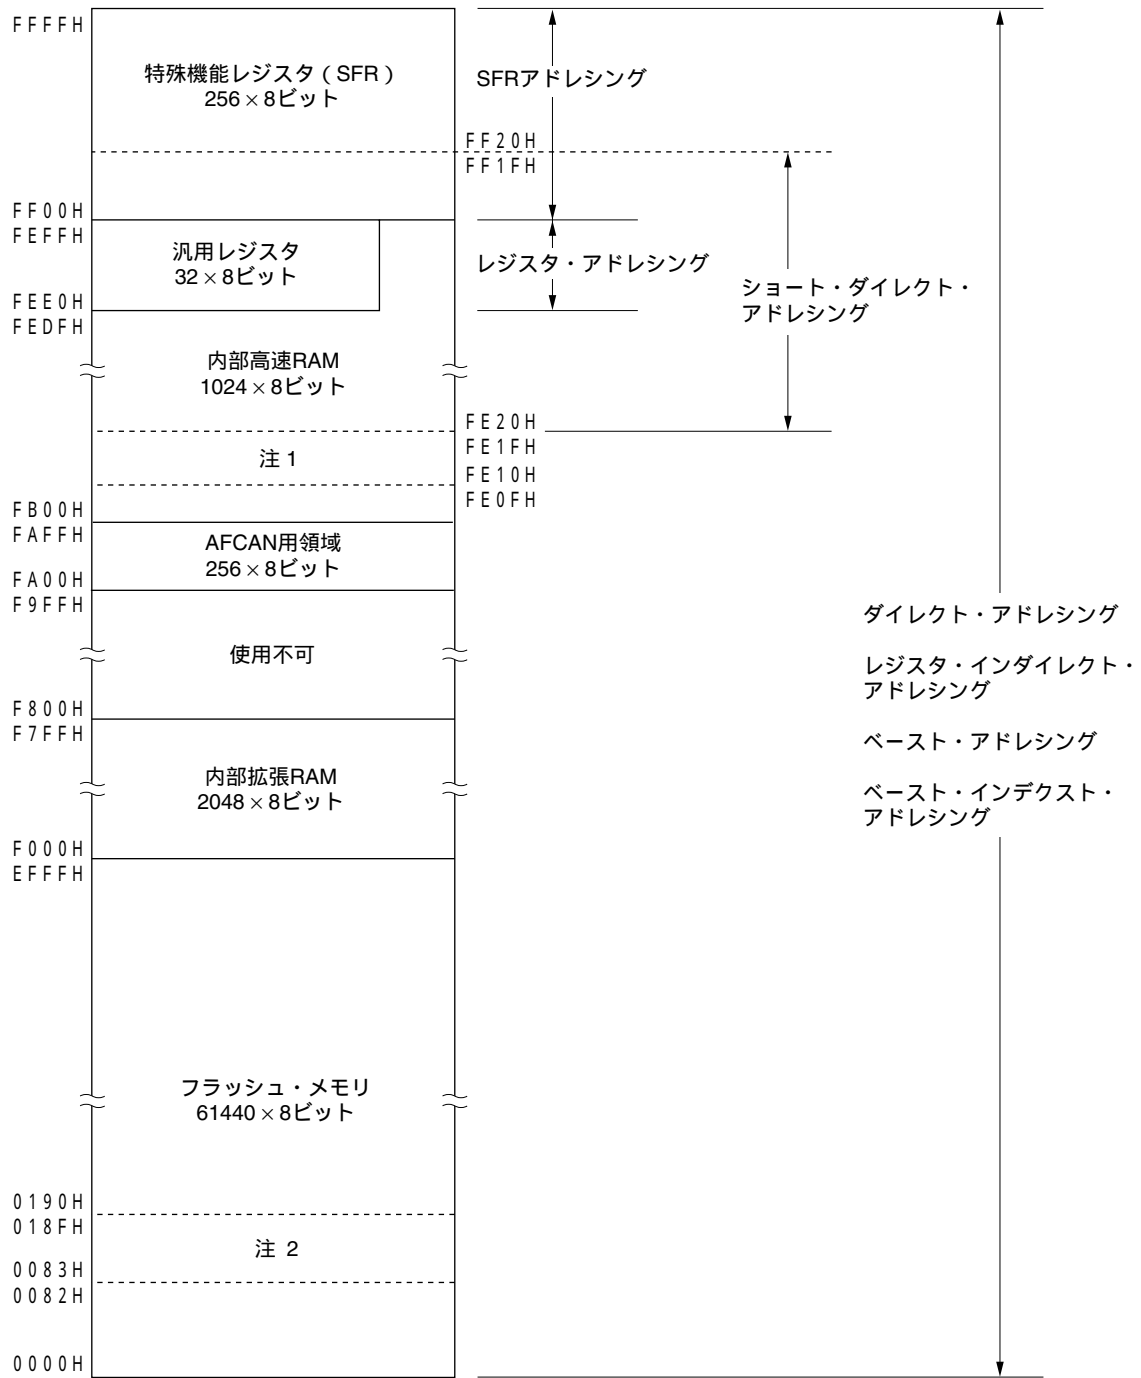 FFFFH
特殊機能レジスタ（SFR）
256×8ビット
SFRアドレシング
FF20H
FF1FH
FF00H
FEFFH
汎用レジスタ
32×8ビット
レジスタ・アドレシング
ショート・ダイレクト・
アドレシング
FEE0H
FEDFH
内部高速RAM
1024×8ビット
FE20H
FE1FH
注1
FE10H
FE0FH
FB00H
FAFFH
AFCAN用領域
256×8ビット
FA00H
F9FFH
使用不可
ダイレクト・アドレシング
レジスタ・インダイレクト・
アドレシング
ベースト・アドレシング
ベースト・インデクスト・
アドレシング
F800H
F7FFH
内部拡張RAM
2048×8ビット
F000H
EFFFH
フラッシュ・メモリ
61440×8ビット
0190H
018FH
注 2
0083H
0082H
0000H